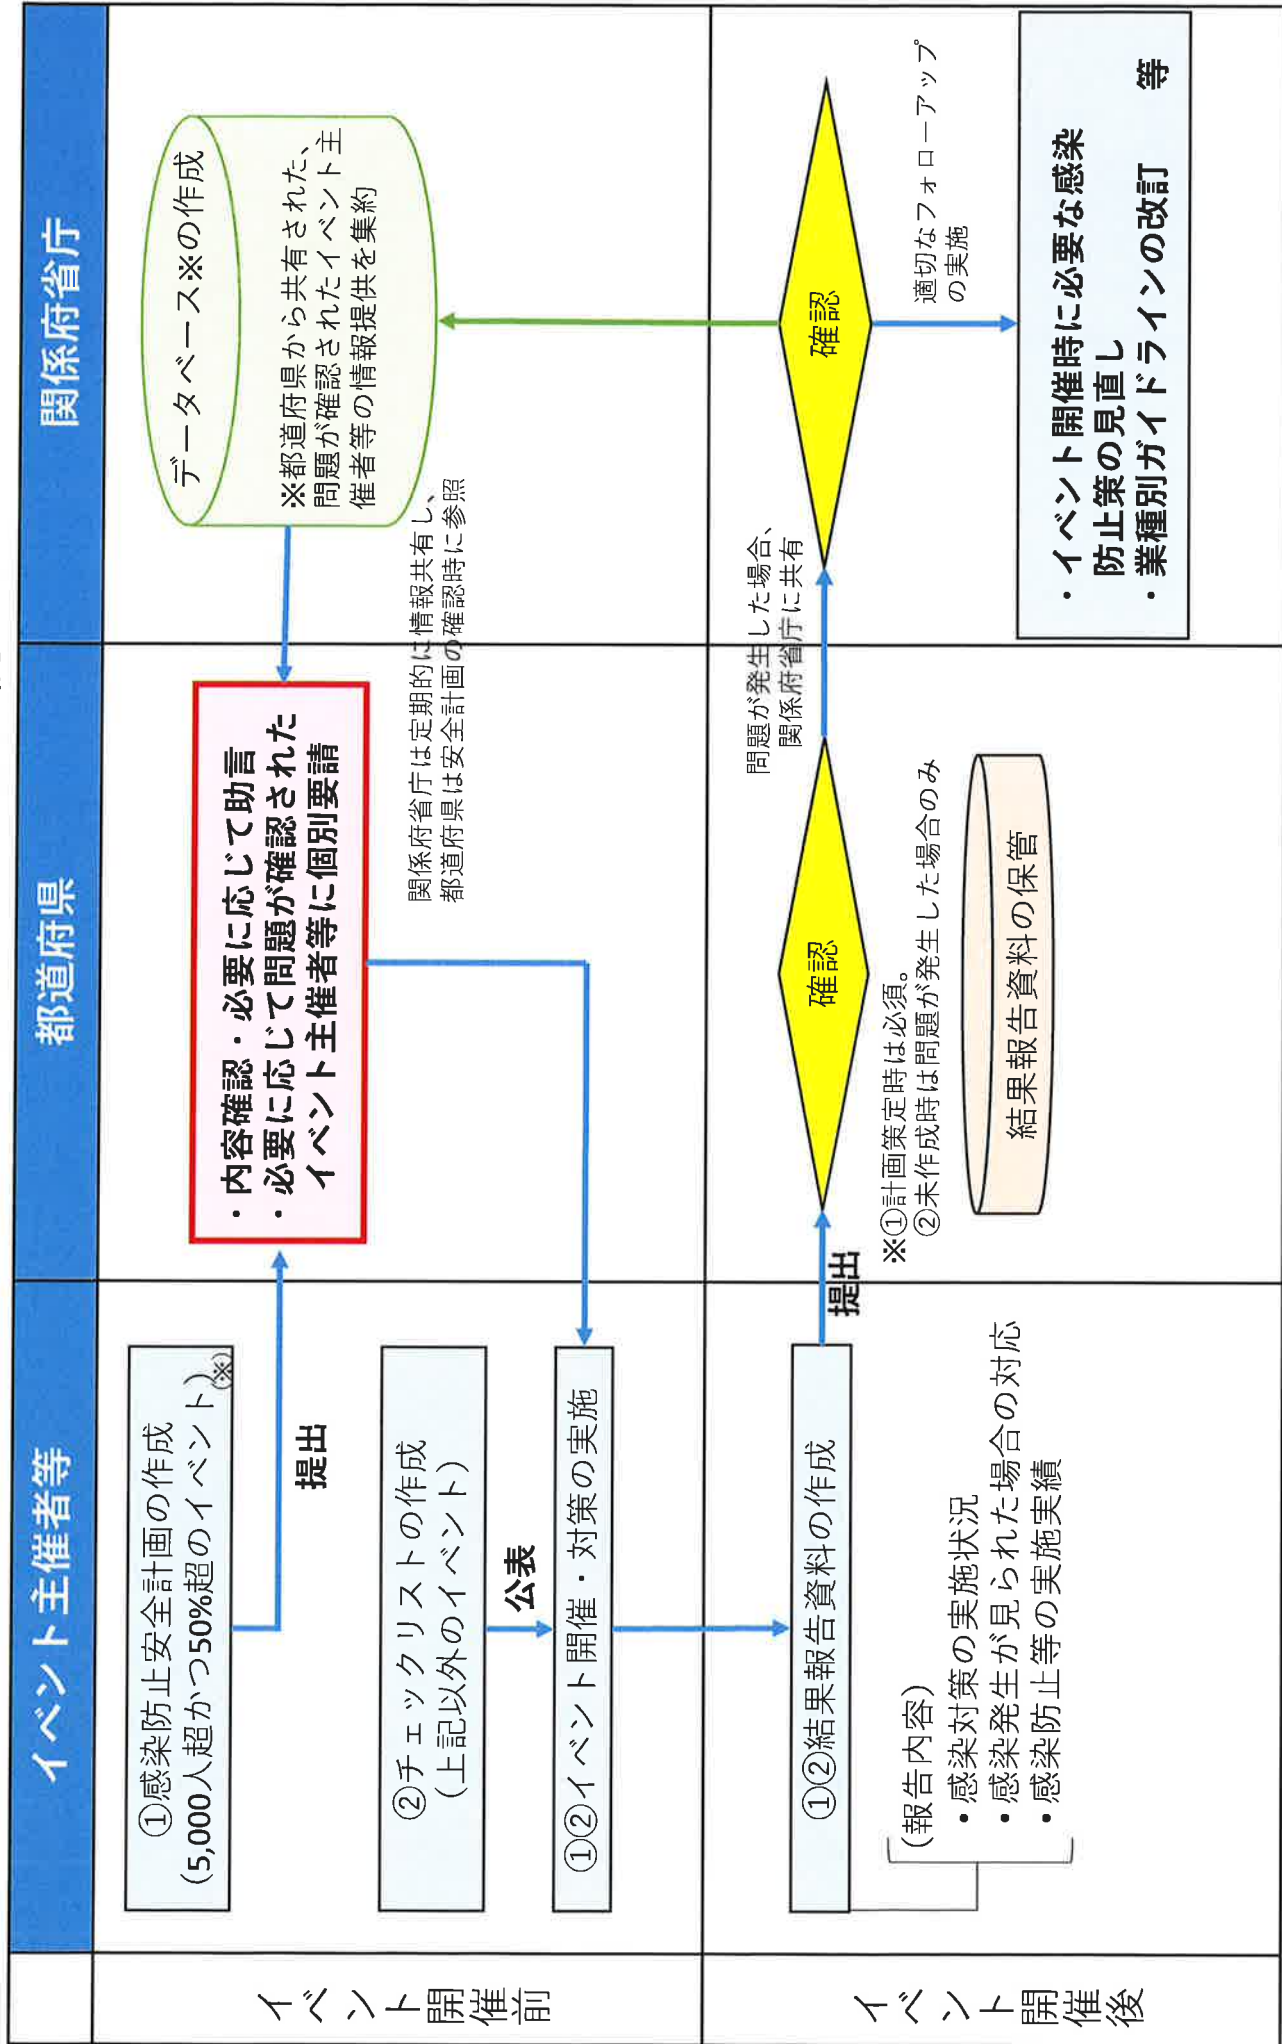 イベント主催者等
都道府県
関係府省庁
イベント開催前
①感染防止安全計画の作成
（5,000人超かつ50%超のイベント）
(※)
提出
②チェックリストの作成
（上記以外のイベント）
公表
①②イベント開催・対策の実施
・内容確認・必要に応じて助言
・必要に応じて問題が確認された
イベント主催者等に個別要請
関係府省庁は定期的に情報共有し、
都道府県は安全計画の確認時に参照
データベース※の作成
※都道府県から共有された、
問題が確認されたイベント主
催者等の情報提供を集約
イベント開催後
①②結果報告資料の作成
（報告内容）
・感染対策の実施状況
・感染発生が見られた場合の対応
・感染防止等の実施実績
提出
確認
※①計画策定時は必須。
②未作成時は問題が発生した場合のみ
結果報告資料の保管
問題が発生した場合、
関係府省庁に共有
確認
適切なフォローアップ
の実施
・イベント開催時に必要な感染
防止策の見直し
・業種別ガイドラインの改訂　等